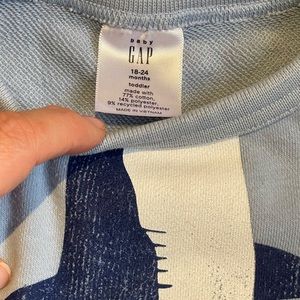 baby
GAP
18-24
months
toddler
made with
77% cotton,
14% polyester,
9% recycled polyester
MADE IN VIETNAM